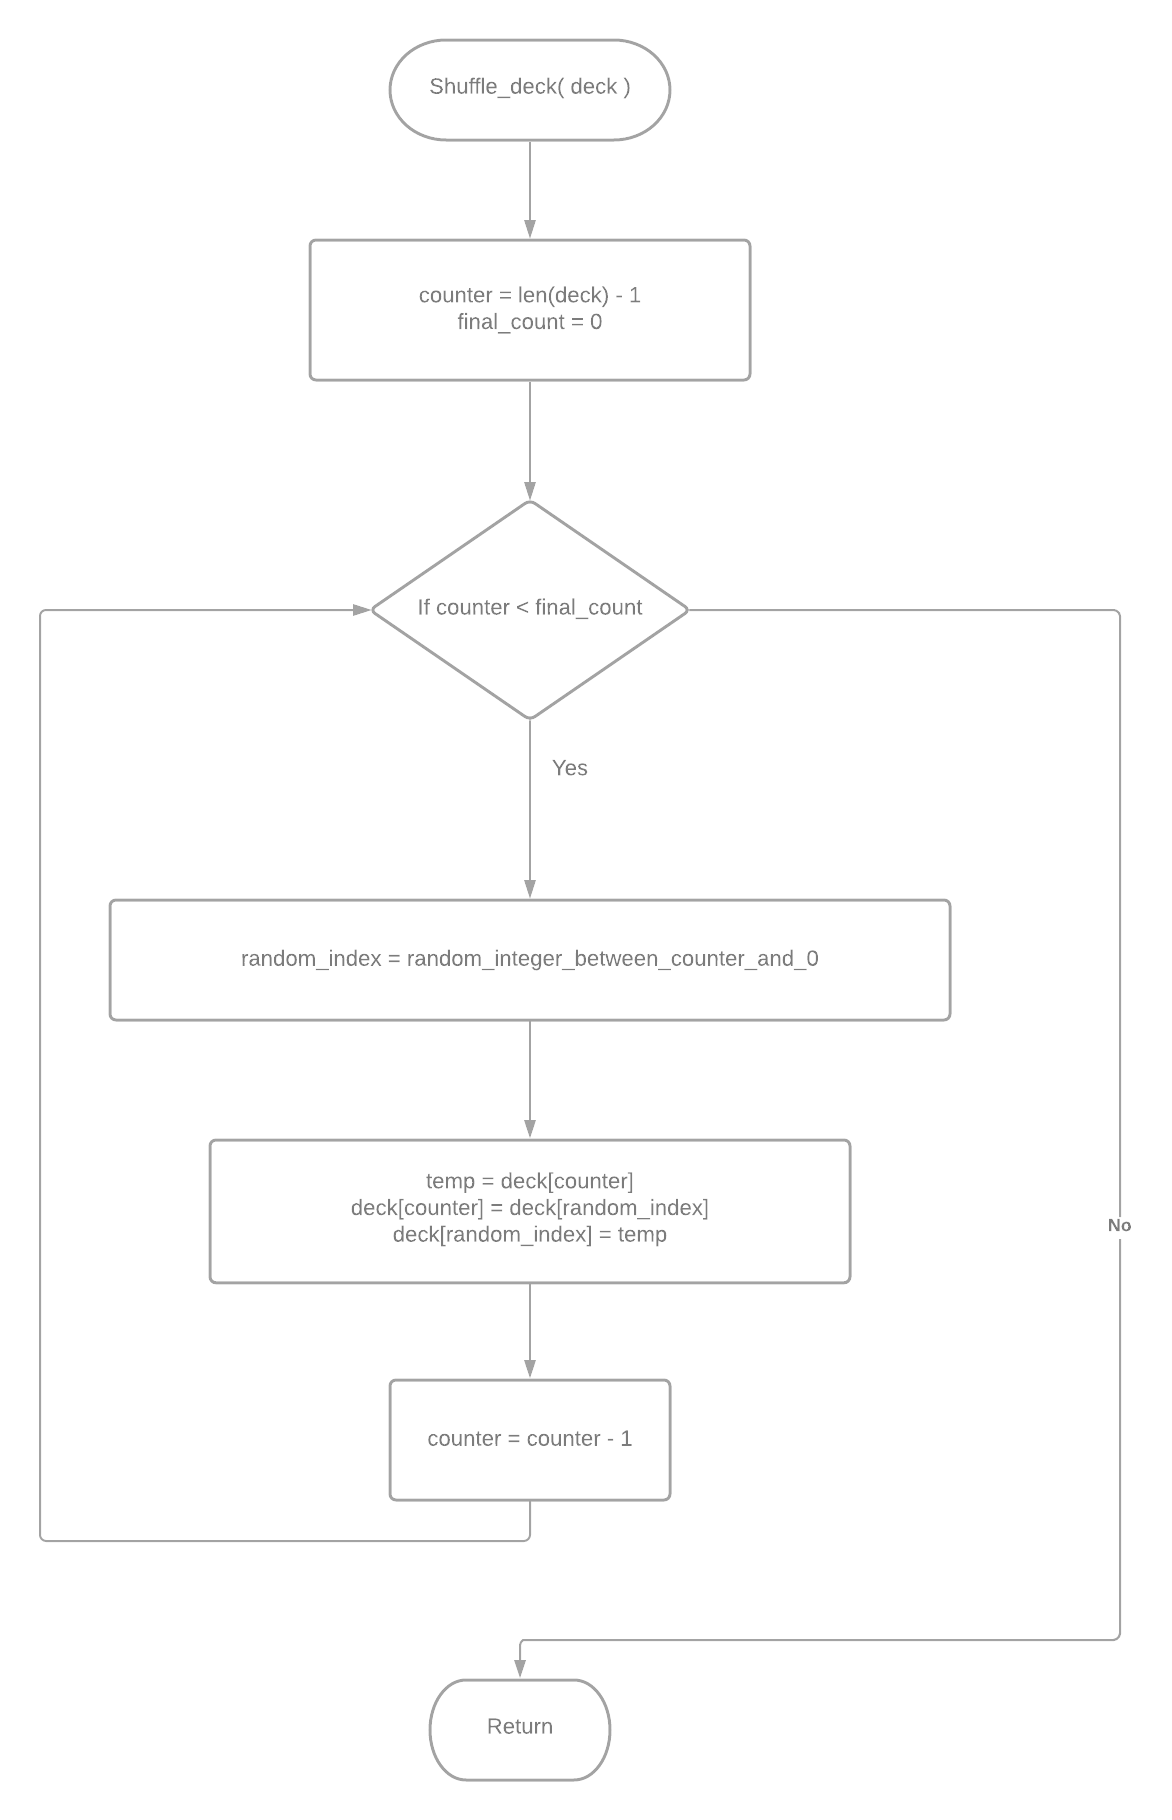 Shuffle_deck( deck )
counter = len(deck) - 1
final_count = 0
If counter < final_count
Yes
random_index = random_integer_between_counter_and_0
temp = deck[counter]
deck[counter] = deck[random_index]
deck[random_index] = temp
No
counter = counter - 1
Return